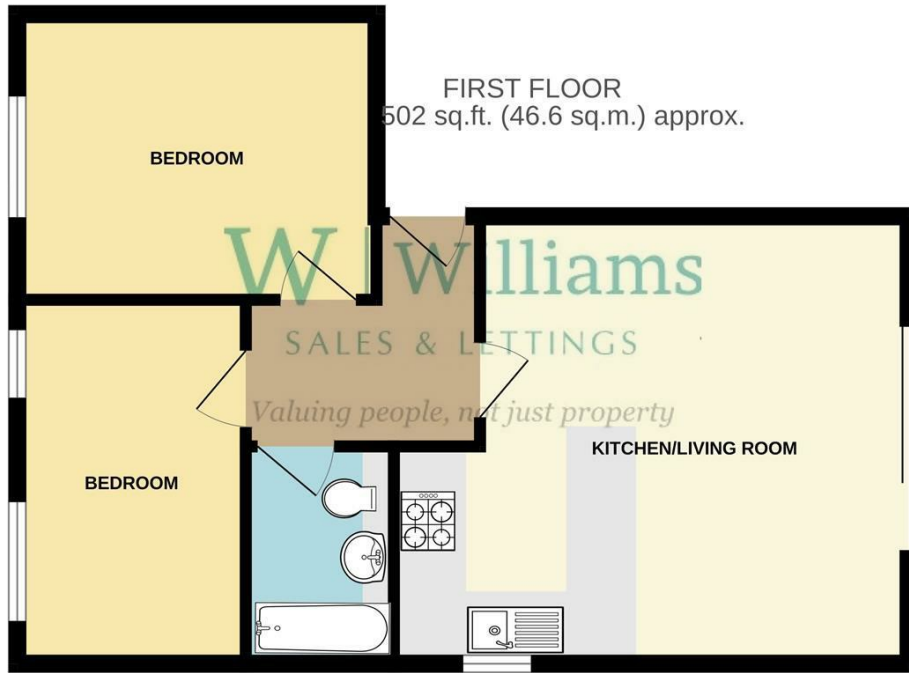 FIRST FLOOR
502 sq.ft. (46.6 sq.m.) approx.
BEDROOM
W | Williams
SALES & LETTINGS
Valuing people, not just property
KITCHEN/LIVING ROOM
BEDROOM